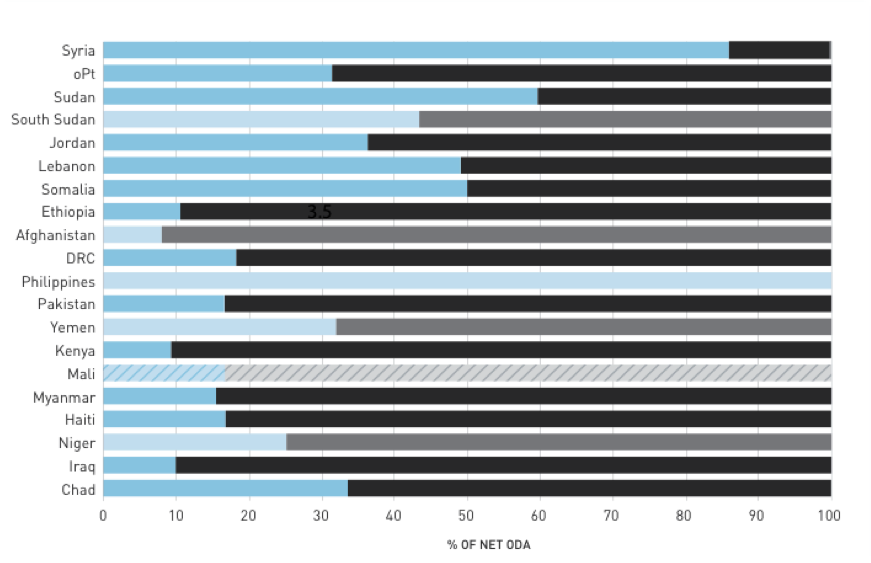 Syria
oPt
Sudan
South Sudan
Jordan
Lebanon
Somalia
Ethiopia
3.5
Afghanistan
DRC
Philippines
Pakistan
Yemen
Kenya
Mali
Myanmar
Haiti
Niger
Iraq
Chad
0 10 20 30 40 50 60 70 80 90 100
% OF NET ODA